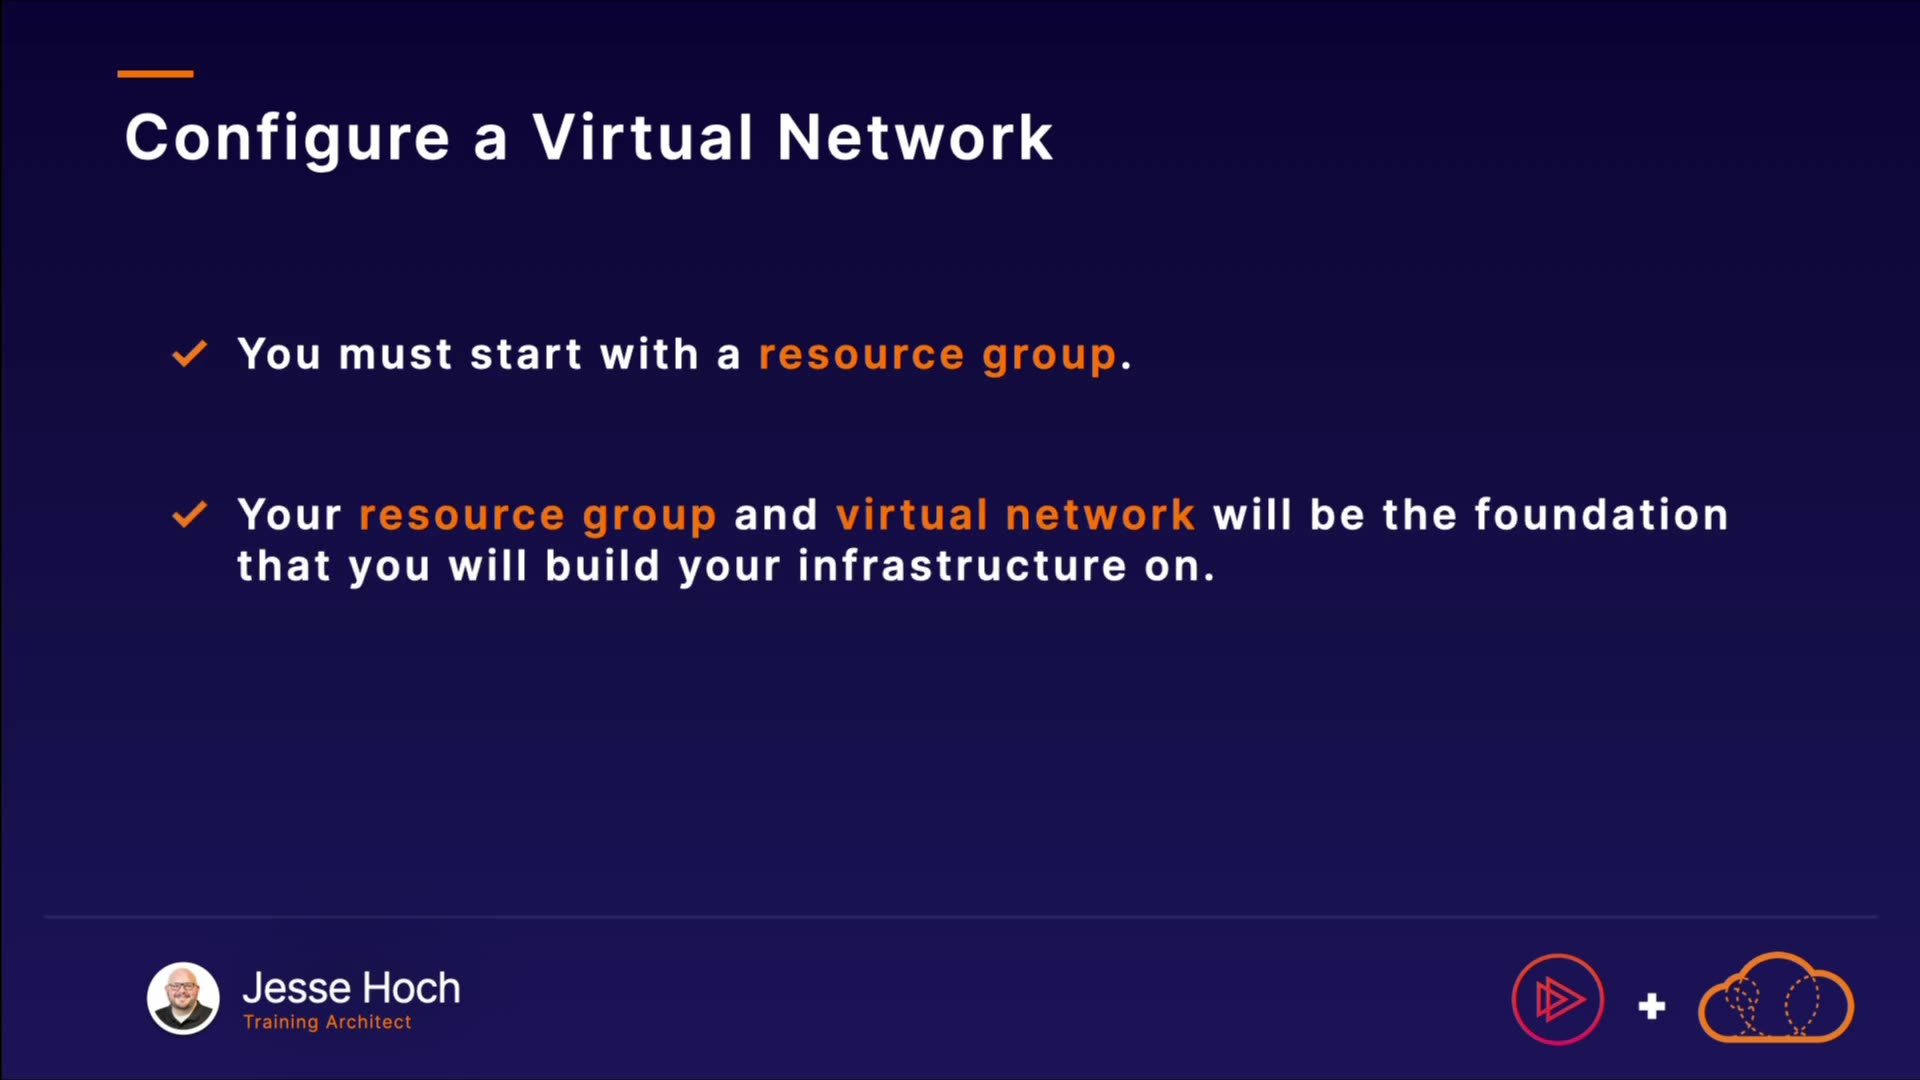 Configure a Virtual Network
You must start with a resource group.
Your resource group and virtual network will be the foundation
that you will build your infrastructure on.
Jesse Hoch
Training Architect